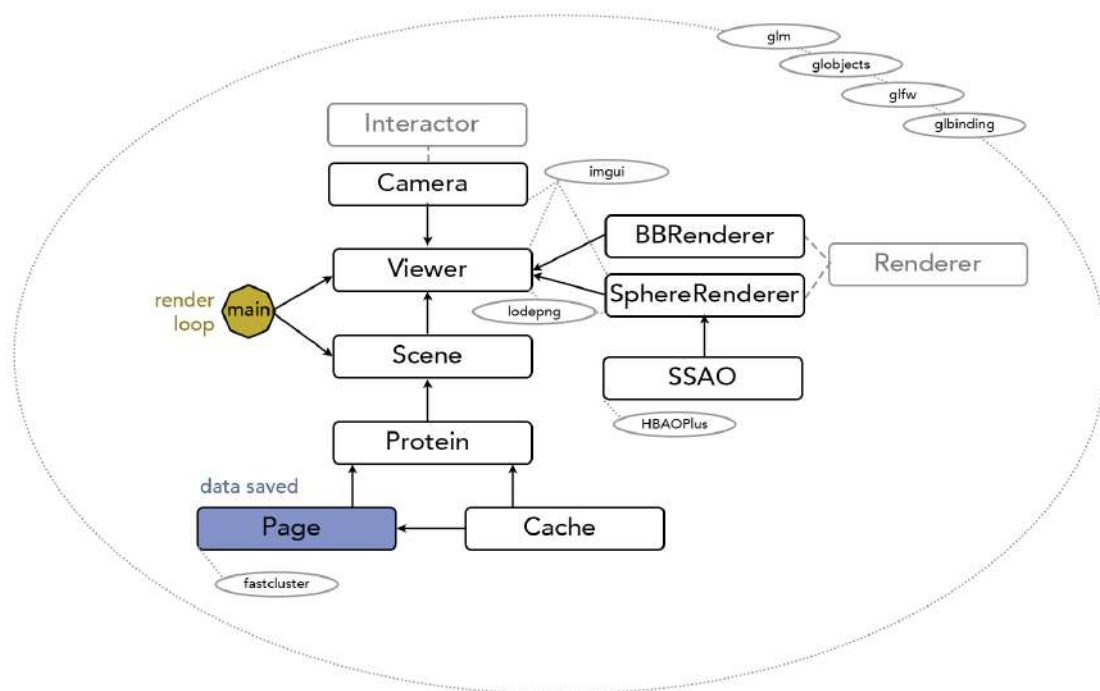 glm
globjects
glfw
glbinding
Interactor
Camera
imgui
BBRenderer
Viewer
Renderer
SphereRenderer
render
loop
main
lodepng
Scene
SSAO
HBAOPlus
Protein
data saved
Page
Cache
fastcluster